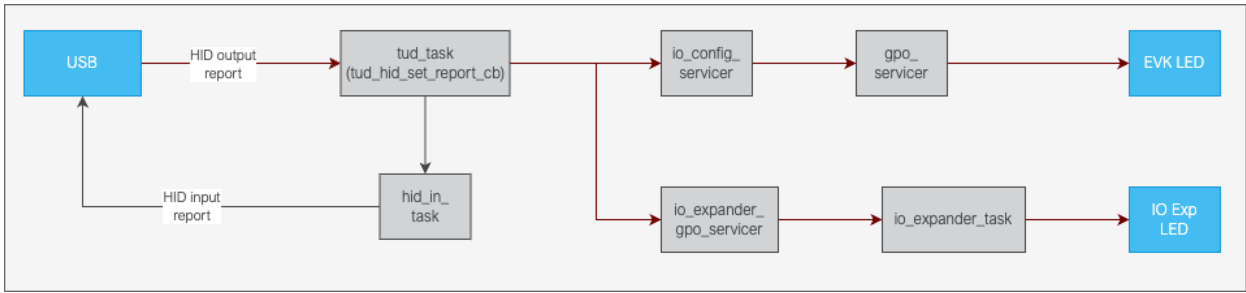 USB
HID output
report
tud_task
(tud_hid_set_report_cb)
io_config_
servicer
gpo_
servicer
EVK LED
HID input
report
hid_in_
task
io_expander_
gpo_servicer
io_expander_task
IO Exp
LED